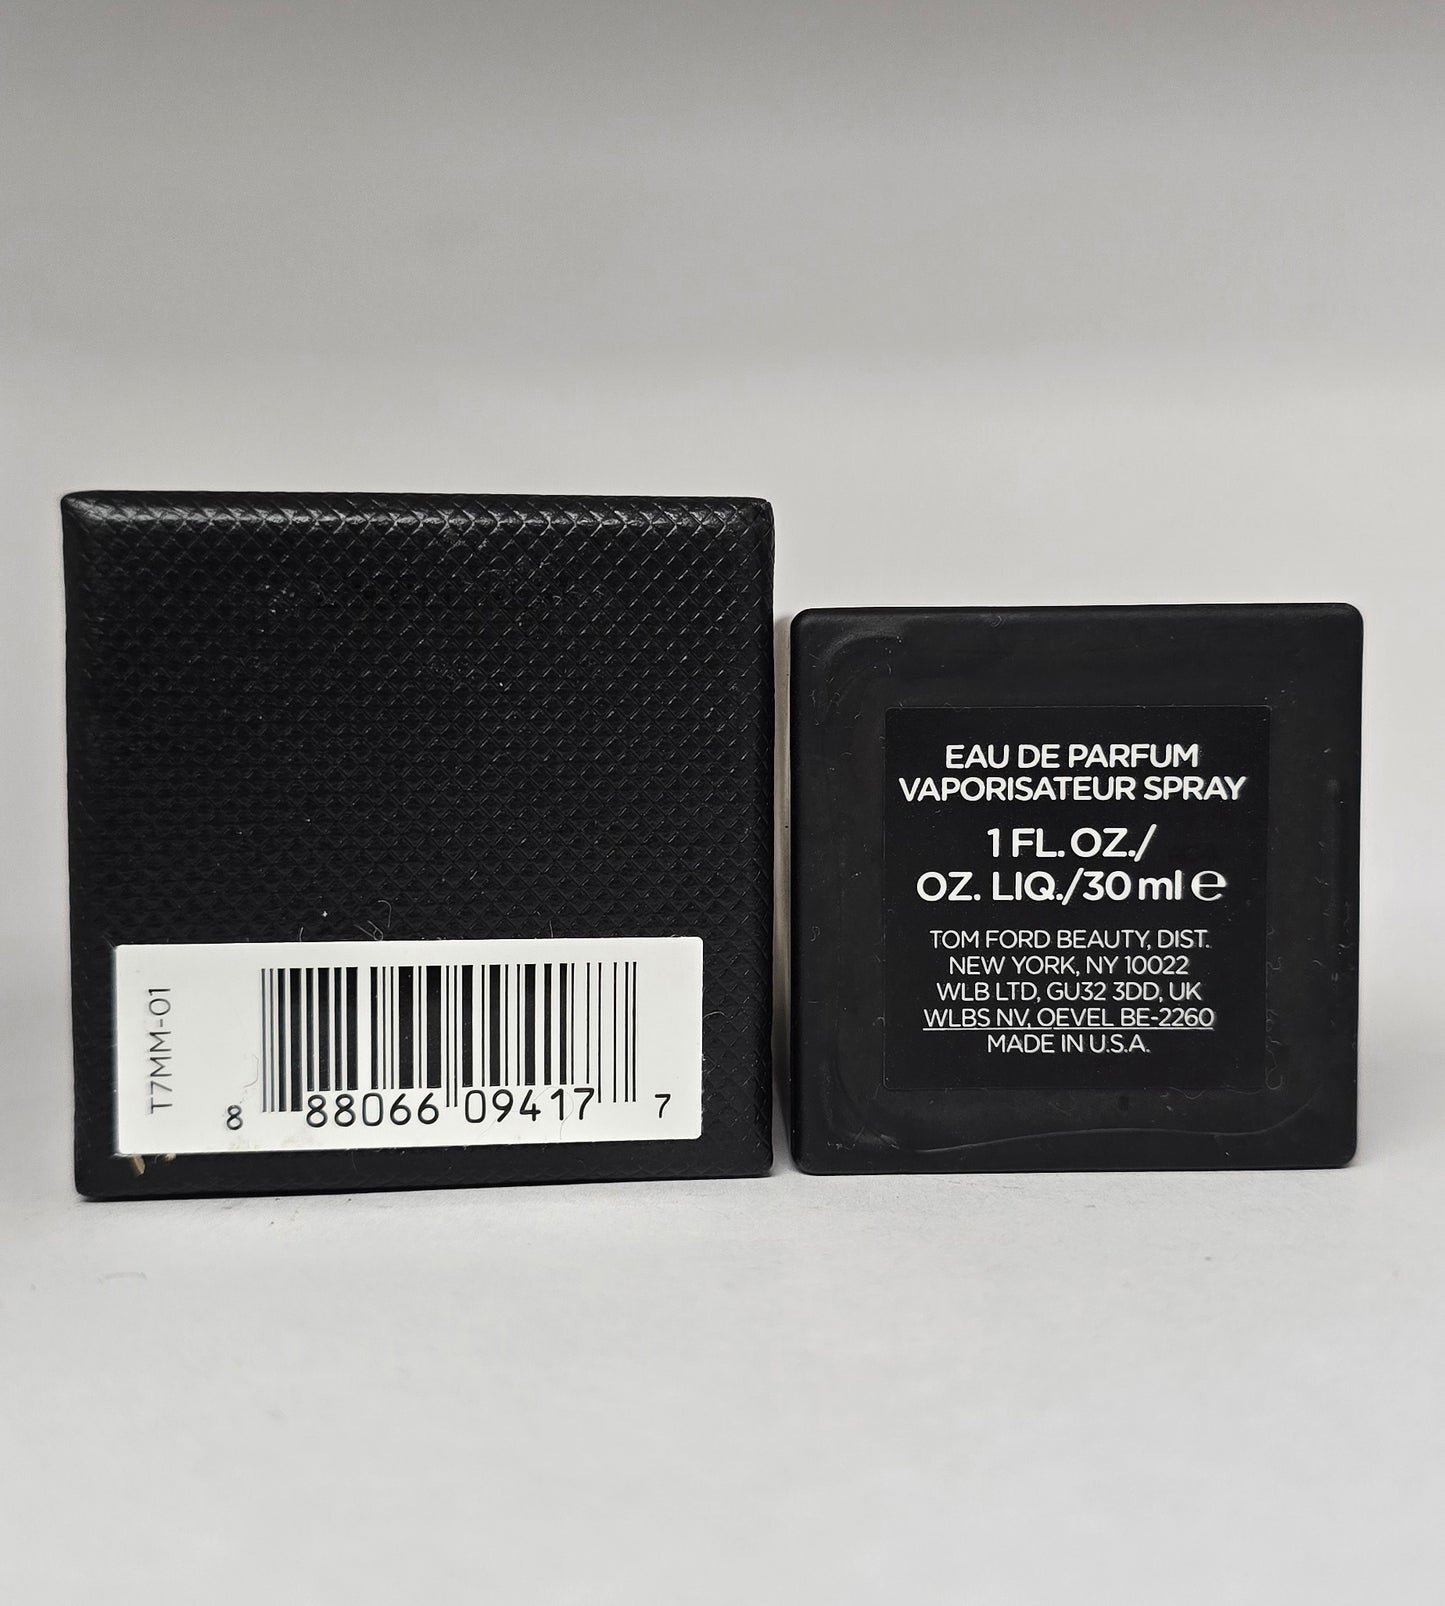 T7MM-01
8 88066 09417 7
EAU DE PARFUM
VAPORISATEUR SPRAY
1 FL. OZ./
OZ. LIQ./30 ml ℮
TOM FORD BEAUTY, DIST.
NEW YORK, NY 10022
WLB LTD, GU32 3DD, UK
WLBS NV, OEVEL BE-2260
MADE IN U.S.A.